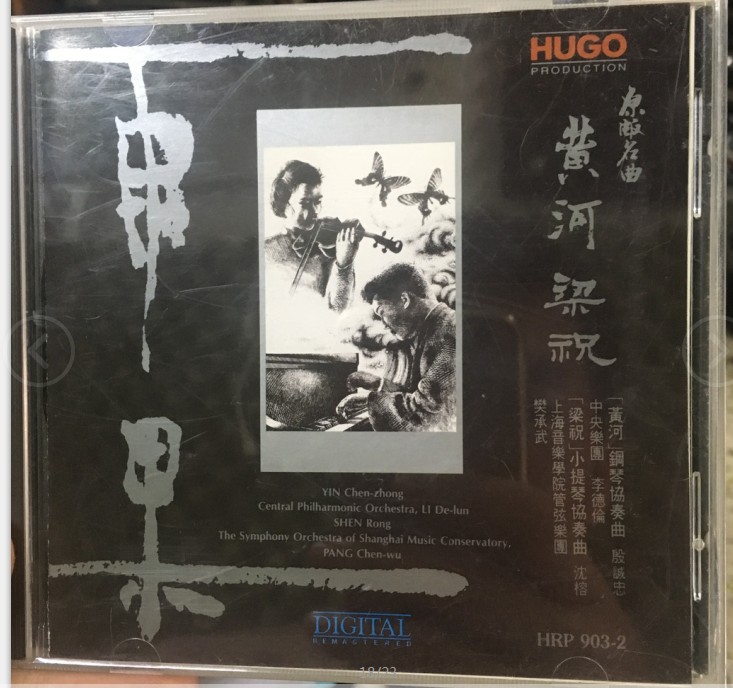 HUGO
PRODUCTION
原版名曲
黄河
梁祝
「黃河」鋼琴協奏曲 殷誠忠
中央樂團 李德倫
「梁祝」小提琴協奏曲 沈榕
上海音樂學院管弦樂團
樊承武
YIN Chen-zhong
Central Philharmonic Orchestra, LI De-lun
SHEN Rong
The Symphony Orchestra of Shanghai Music Conservatory,
PANG Chen-wu
DIGITAL
REMASTERED
HRP 903-2